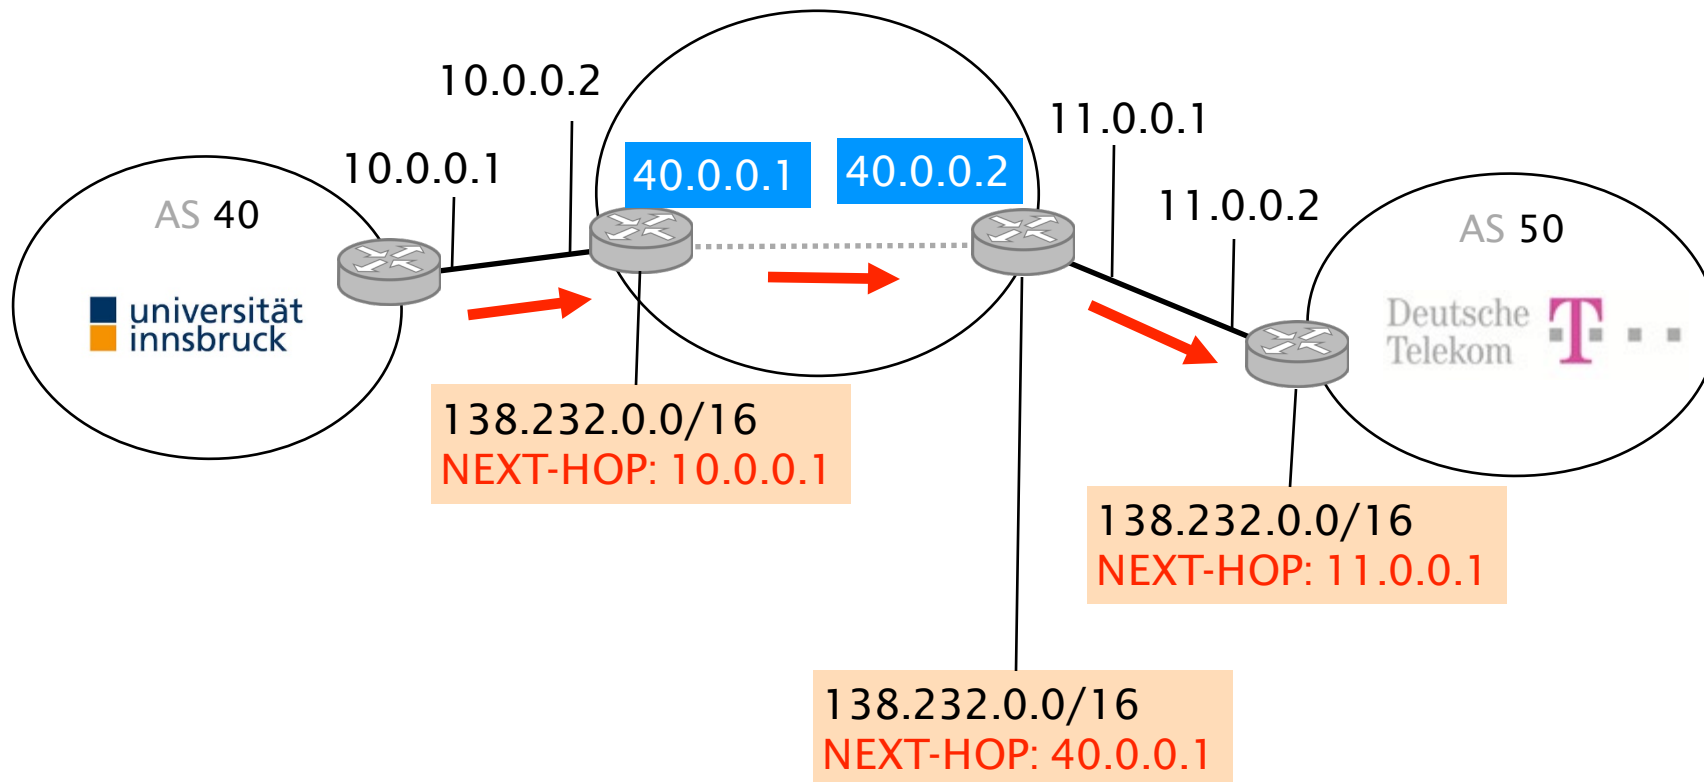 10.0.0.2
11.0.0.1
10.0.0.1
40.0.0.1
40.0.0.2
11.0.0.2
AS 40
AS 50
universität
innsbruck
Deutsche
Telekom
T
138.232.0.0/16
NEXT-HOP: 10.0.0.1
138.232.0.0/16
NEXT-HOP: 11.0.0.1
138.232.0.0/16
NEXT-HOP: 40.0.0.1